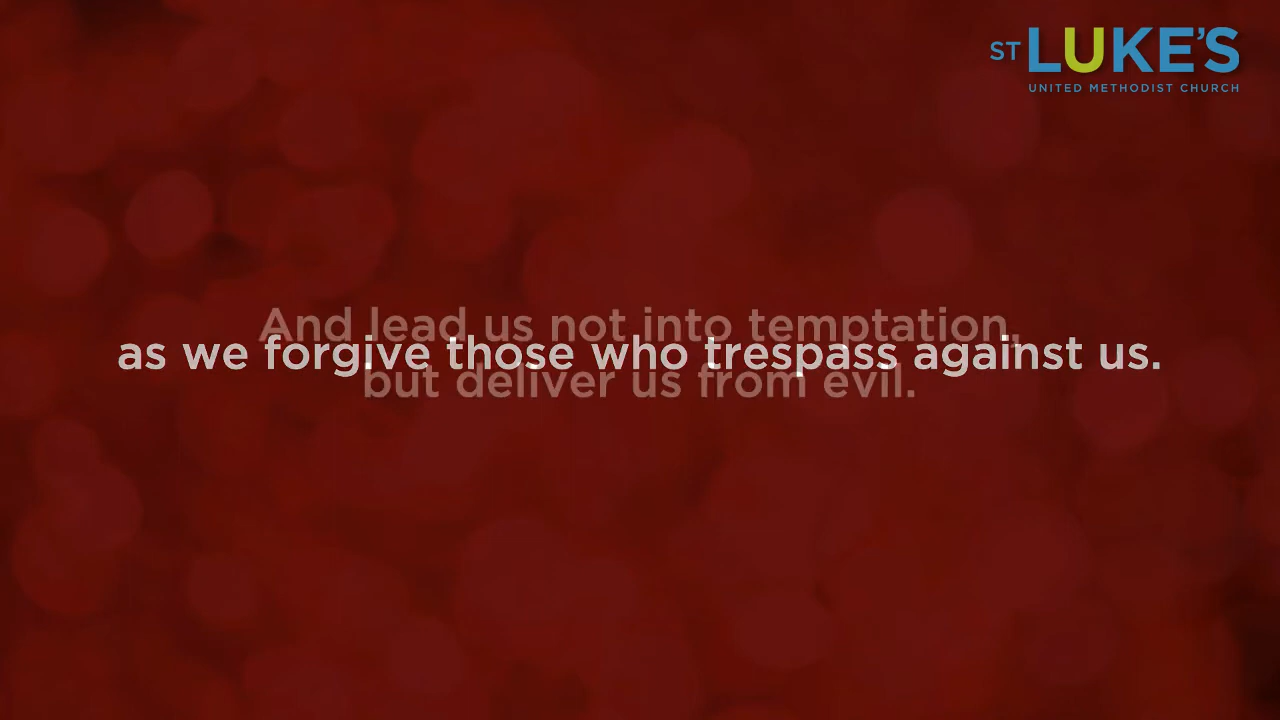 ST LUKE'S
UNITED METHODIST CHURCH
And lead us not into temptation,
as we forgive those who trespass against us.
but deliver us from evil.